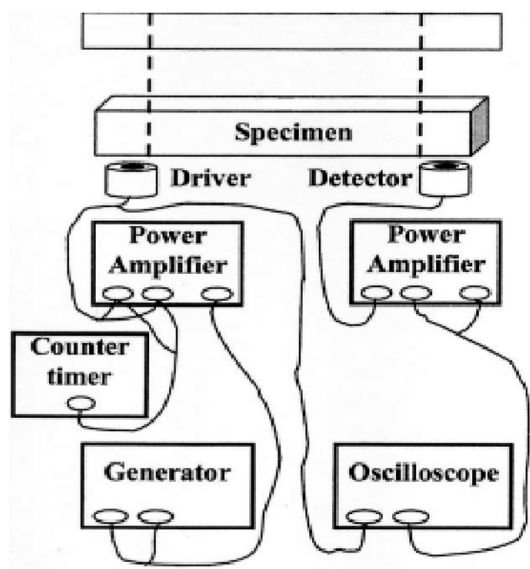 Specimen
Driver
Detector
Power
Amplifier
Power
Amplifier
Counter
timer
Generator
Oscilloscope